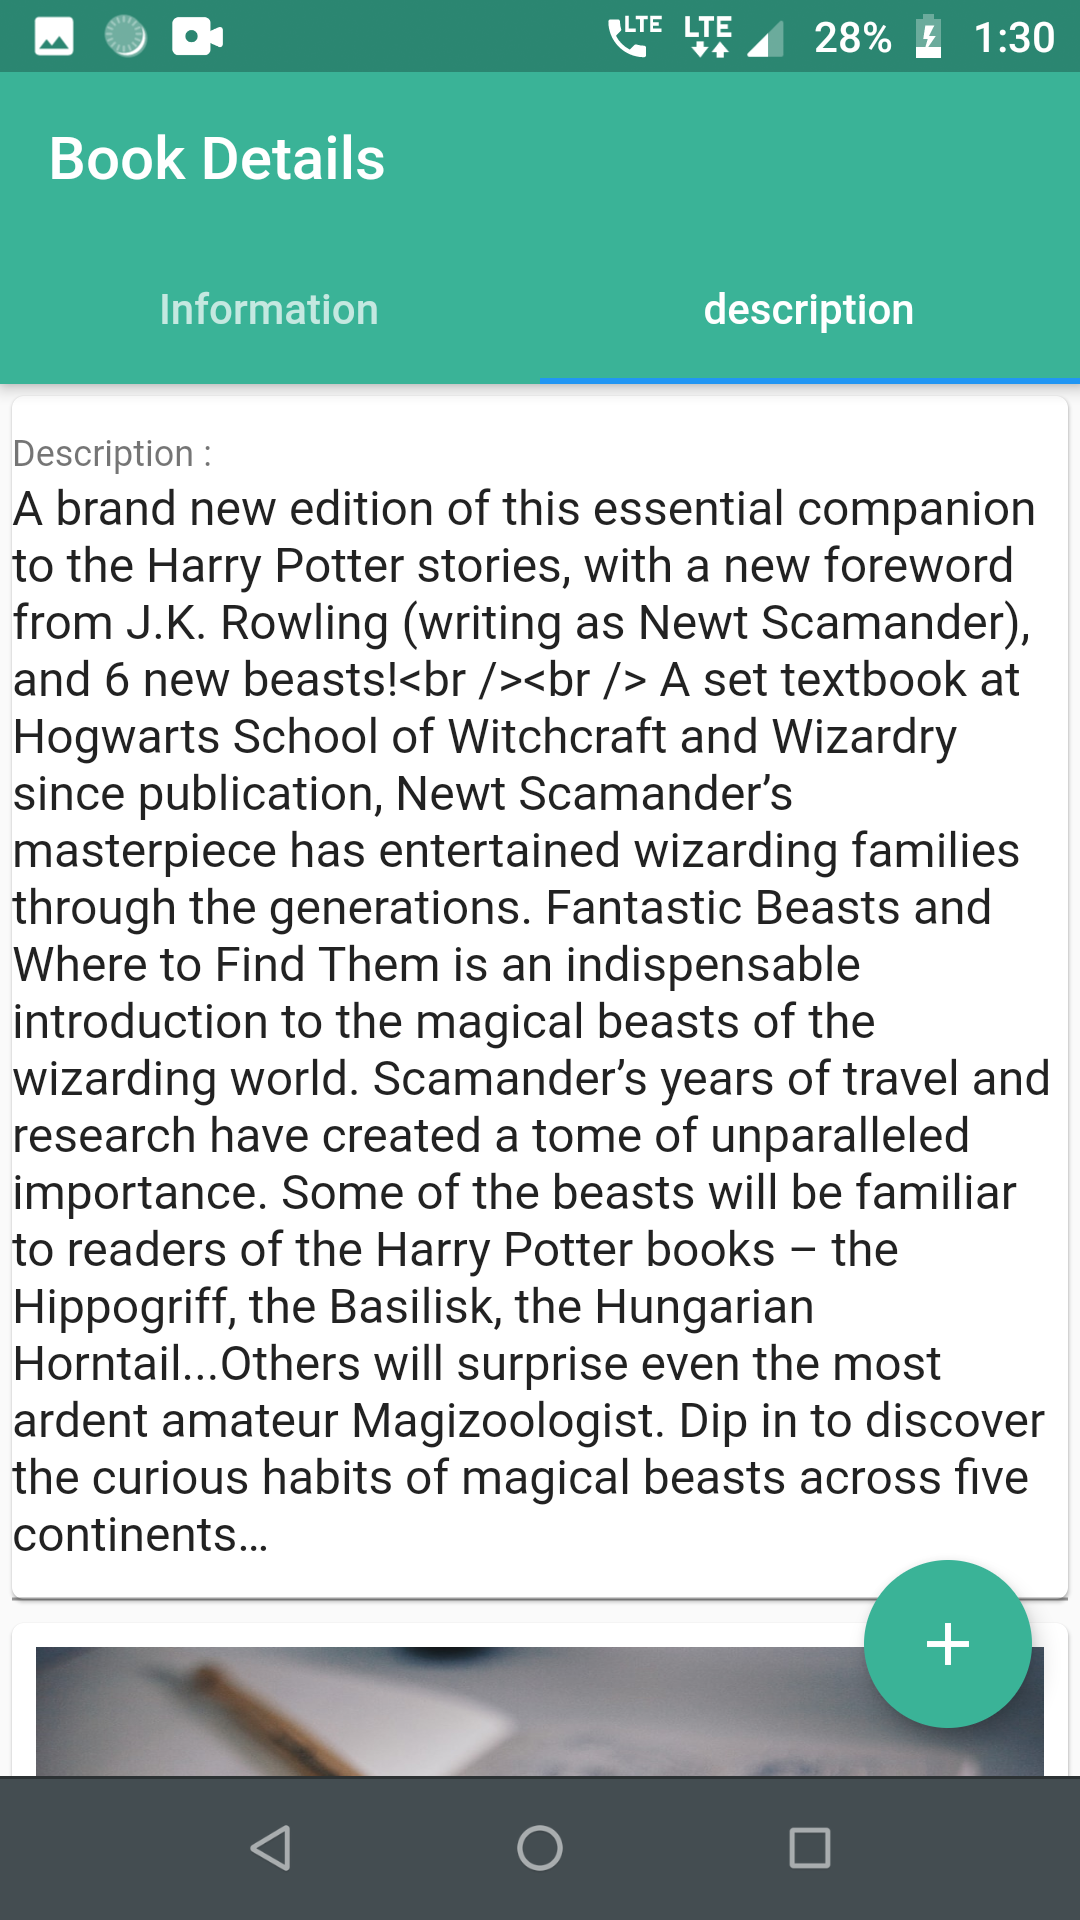 LTE LTE 28% 1:30
Book Details
Information description
Description :
A brand new edition of this essential companion
to the Harry Potter stories, with a new foreword
from J.K. Rowling (writing as Newt Scamander),
and 6 new beasts!<br /><br /> A set textbook at
Hogwarts School of Witchcraft and Wizardry
since publication, Newt Scamander’s
masterpiece has entertained wizarding families
through the generations. Fantastic Beasts and
Where to Find Them is an indispensable
introduction to the magical beasts of the
wizarding world. Scamander’s years of travel and
research have created a tome of unparalleled
importance. Some of the beasts will be familiar
to readers of the Harry Potter books – the
Hippogriff, the Basilisk, the Hungarian
Horntail...Others will surprise even the most
ardent amateur Magizoologist. Dip in to discover
the curious habits of magical beasts across five
continents…